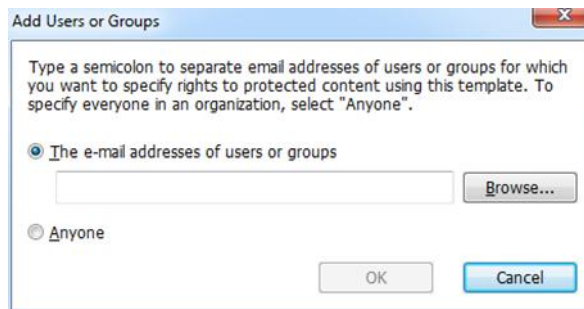 Add Users or Groups
Type a semicolon to separate email addresses of users or groups for which
you want to specify rights to protected content using this template. To
specify everyone in an organization, select "Anyone".
The e-mail addresses of users or groups
Browse...
Anyone
OK
Cancel